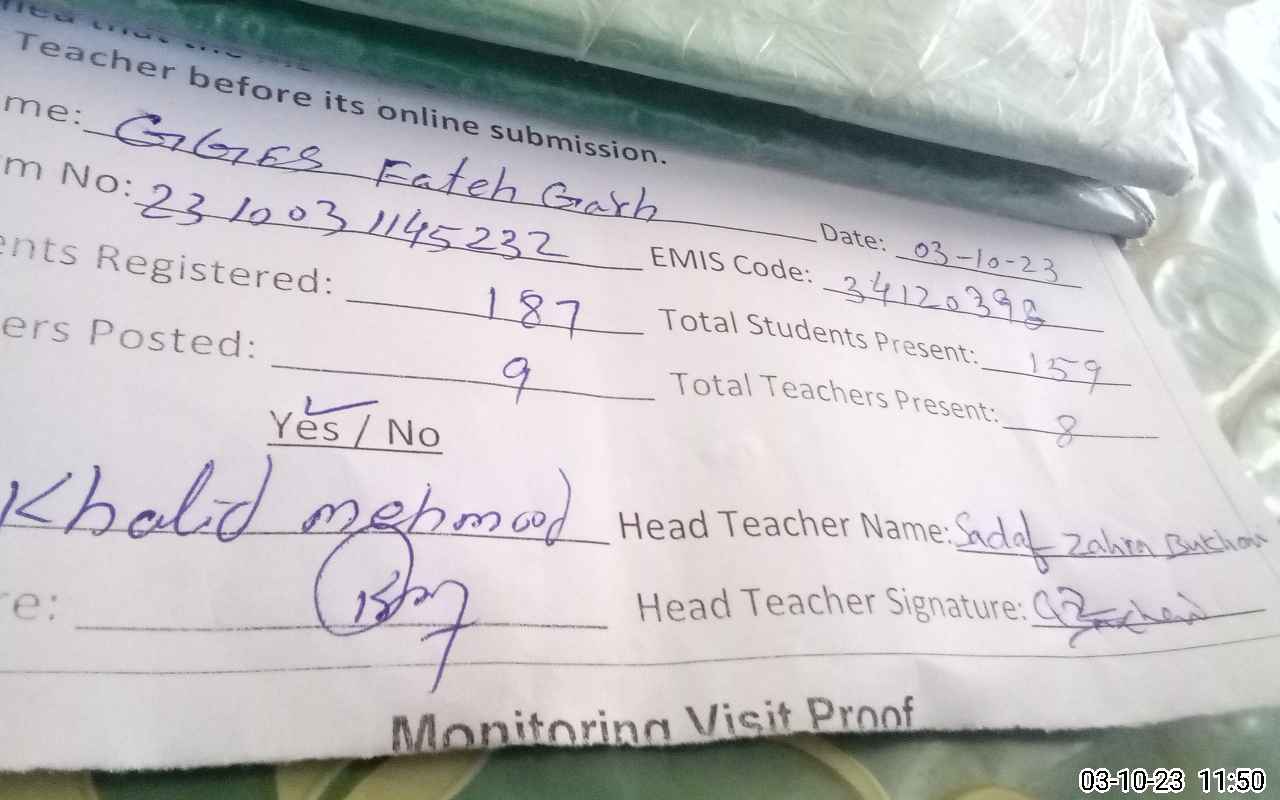 Teacher before its online submission.
me: GGES Fateh Garh Date: 03-10-23
m No: 2310031145232 EMIS Code: 34120398
ents Registered: 187 Total Students Present: 159
ers Posted: 9 Total Teachers Present: 8
Yes / No
Khalid mehmood Head Teacher Name: Sadaf Zahra Bukhari
re: Head Teacher Signature:
Monitoring Visit Proof
03-10-23 11:50